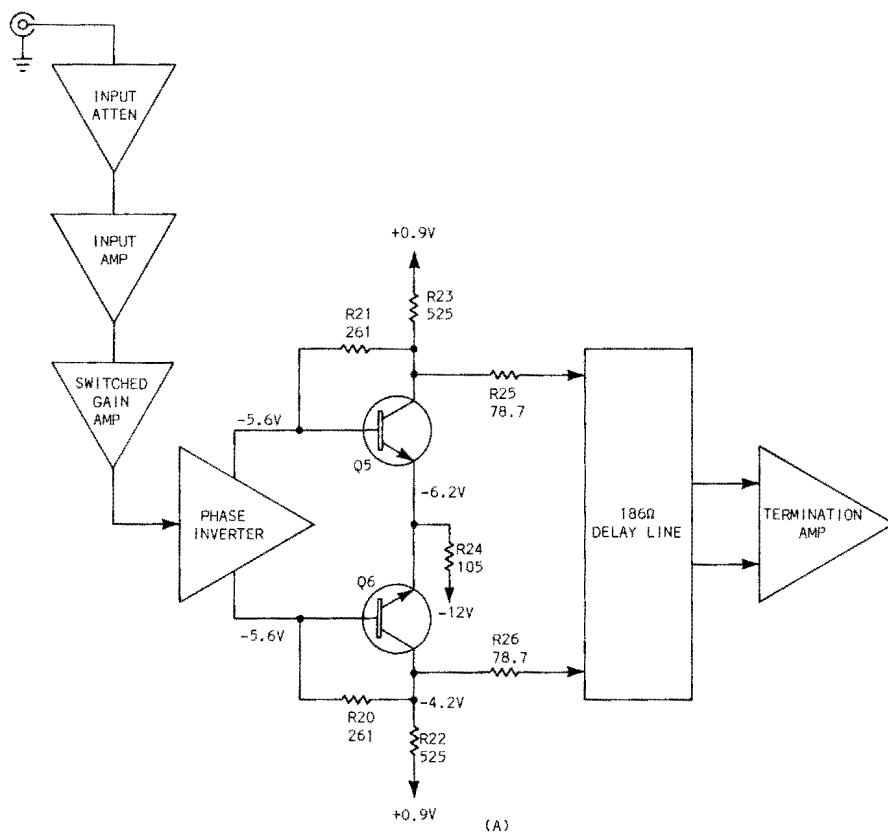 INPUT
ATTEN
INPUT
AMP
SWITCHED
GAIN
AMP
PHASE
INVERTER
+0.9V
R23
525
R21
261
R25
78.7
-5.6V
Q5
-6.2V
R24
105
-12V
Q6
-5.6V
R26
78.7
-4.2V
R20
261
R22
525
+0.9V
186Ω
DELAY LINE
TERMINATION
AMP
(A)